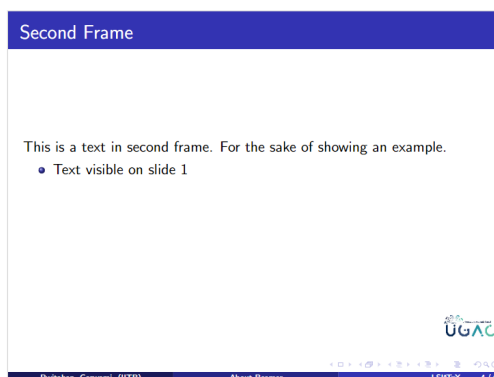 Second Frame
This is a text in second frame. For the sake of showing an example.
Text visible on slide 1
UGAC